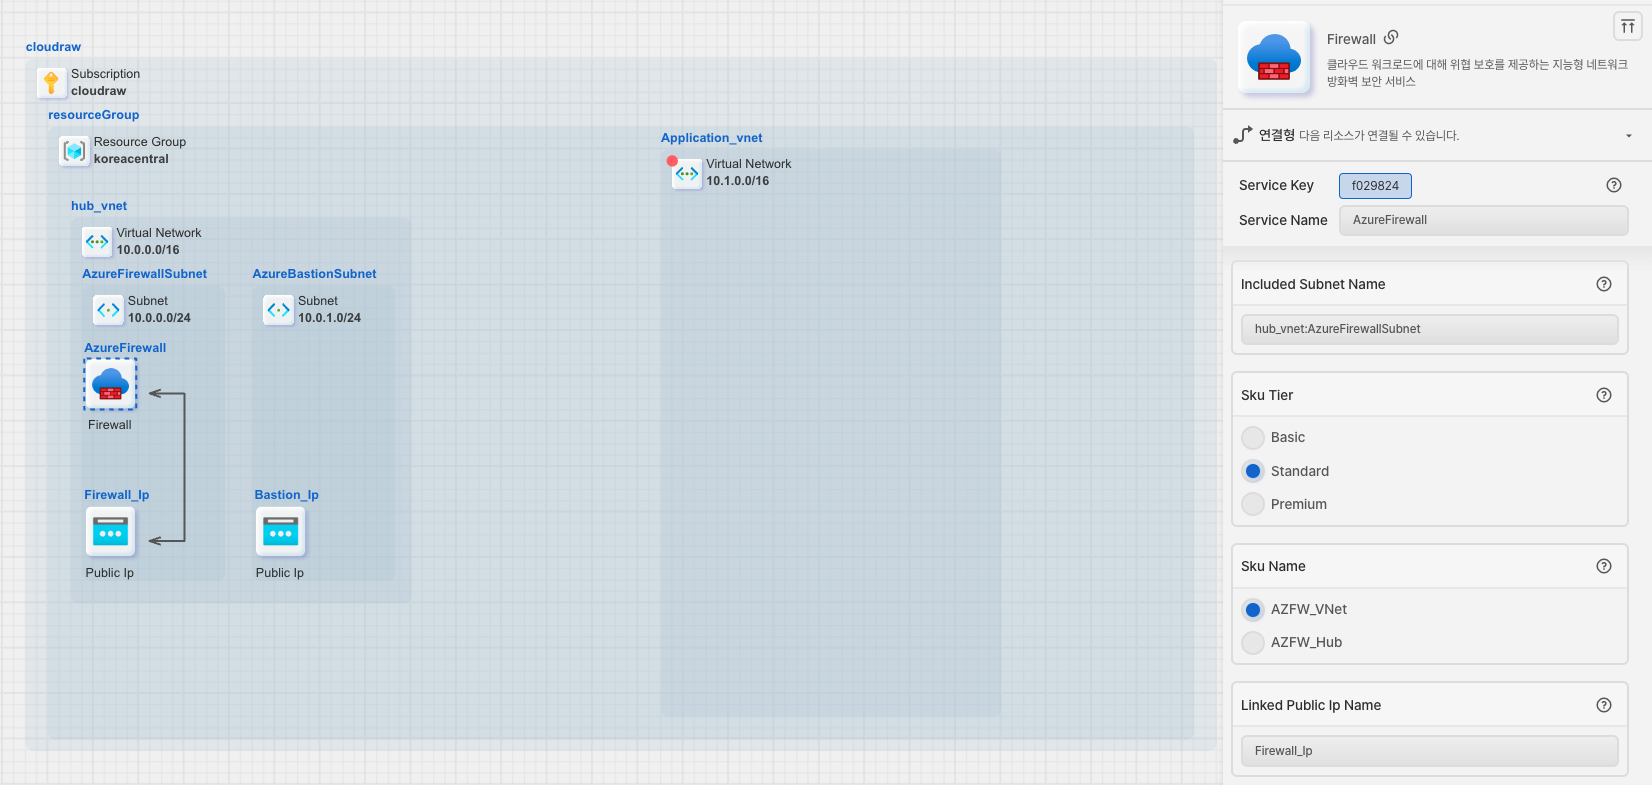 cloudraw
Subscription
cloudraw
resourceGroup
Resource Group
koreacentral
hub_vnet
Virtual Network
10.0.0.0/16
AzureFirewallSubnet
Subnet
10.0.0.0/24
AzureBastionSubnet
Subnet
10.0.1.0/24
AzureFirewall
Firewall
Firewall_Ip
Public Ip
Bastion_Ip
Public Ip
Application_vnet
Virtual Network
10.1.0.0/16
Firewall
클라우드 워크로드에 대해 위협 보호를 제공하는 지능형 네트워크
방화벽 보안 서비스
연결형 다음 리소스가 연결될 수 있습니다.
Service Key f029824
Service Name AzureFirewall
Included Subnet Name
hub_vnet:AzureFirewallSubnet
Sku Tier
Basic
Standard
Premium
Sku Name
AZFW_VNet
AZFW_Hub
Linked Public Ip Name
Firewall_Ip